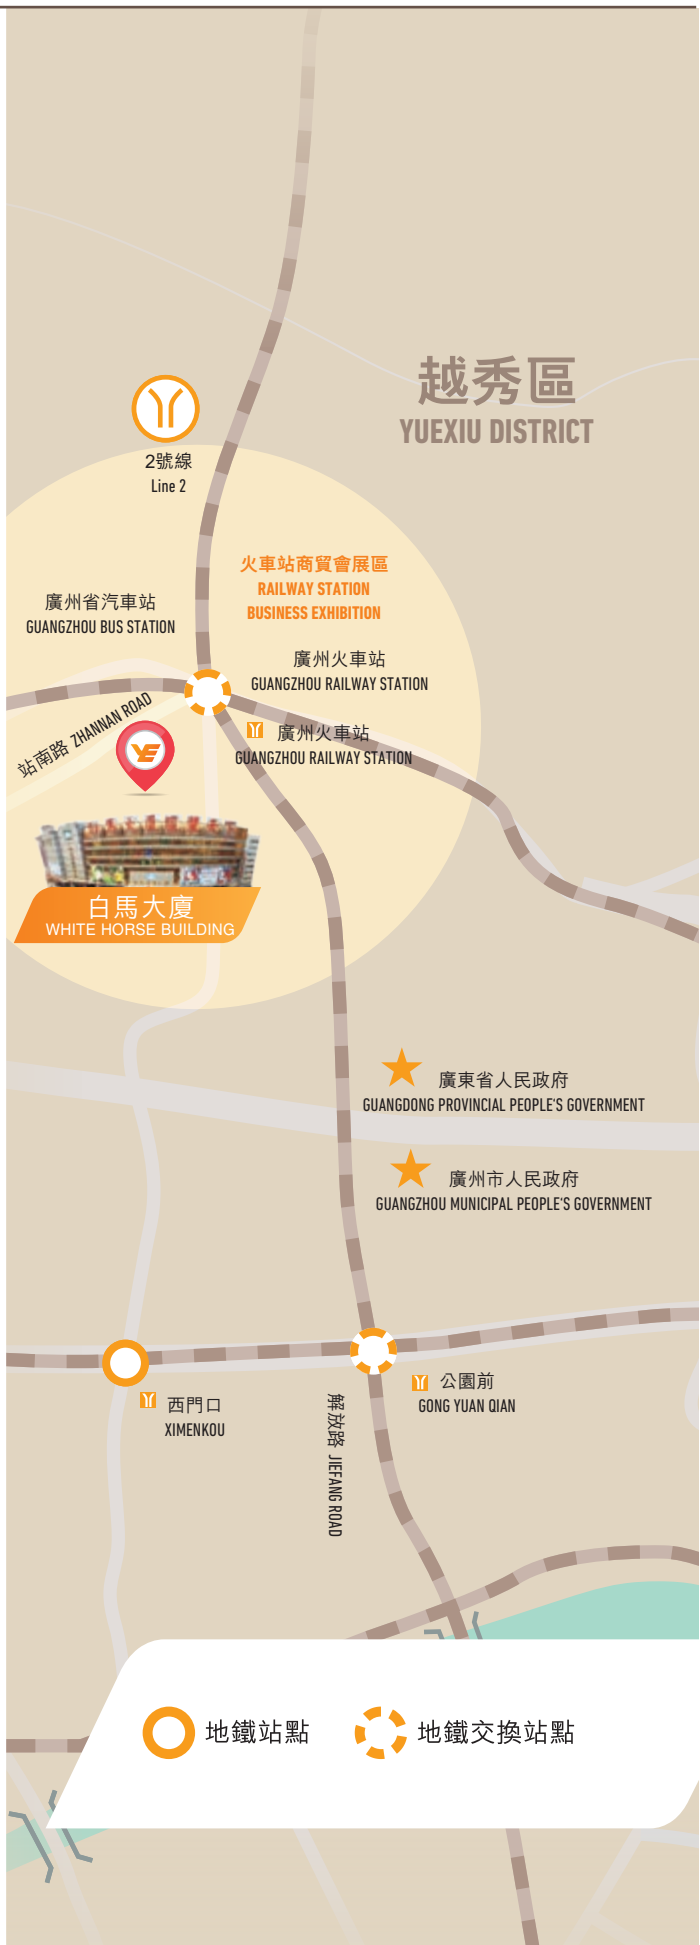 越秀區
YUEXIU DISTRICT
2號線
Line 2
火車站商貿會展區
RAILWAY STATION
BUSINESS EXHIBITION
廣州省汽車站
GUANGZHOU BUS STATION
廣州火車站
GUANGZHOU RAILWAY STATION
站南路 ZHANNAN ROAD
廣州火車站
GUANGZHOU RAILWAY STATION
白馬大廈
WHITE HORSE BUILDING
廣東省人民政府
GUANGDONG PROVINCIAL PEOPLE'S GOVERNMENT
廣州市人民政府
GUANGZHOU MUNICIPAL PEOPLE'S GOVERNMENT
公園前
GONG YUAN QIAN
西門口
XIMENKOU
解放路 JIEFANG ROAD
地鐵站點
地鐵交換站點